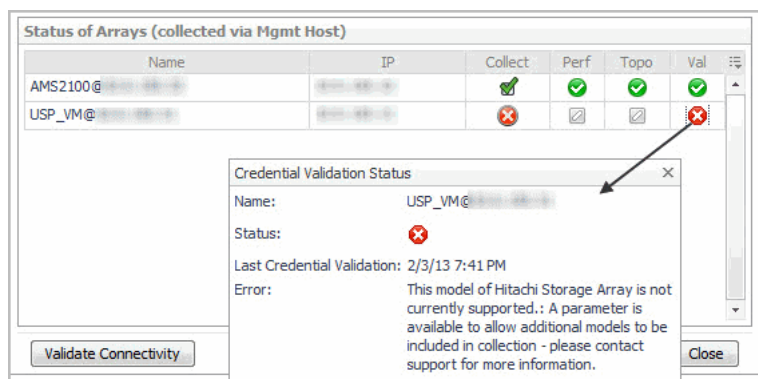 Status of Arrays (collected via Mgmt Host)
Name IP Collect Perf Topo Val
AMS2100@
USP_VM@
Credential Validation Status
Name: USP_VM@
Status:
Last Credential Validation: 2/3/13 7:41 PM
Error: This model of Hitachi Storage Array is not
currently supported.: A parameter is
available to allow additional models to be
included in collection - please contact
support for more information.
Validate Connectivity
Close